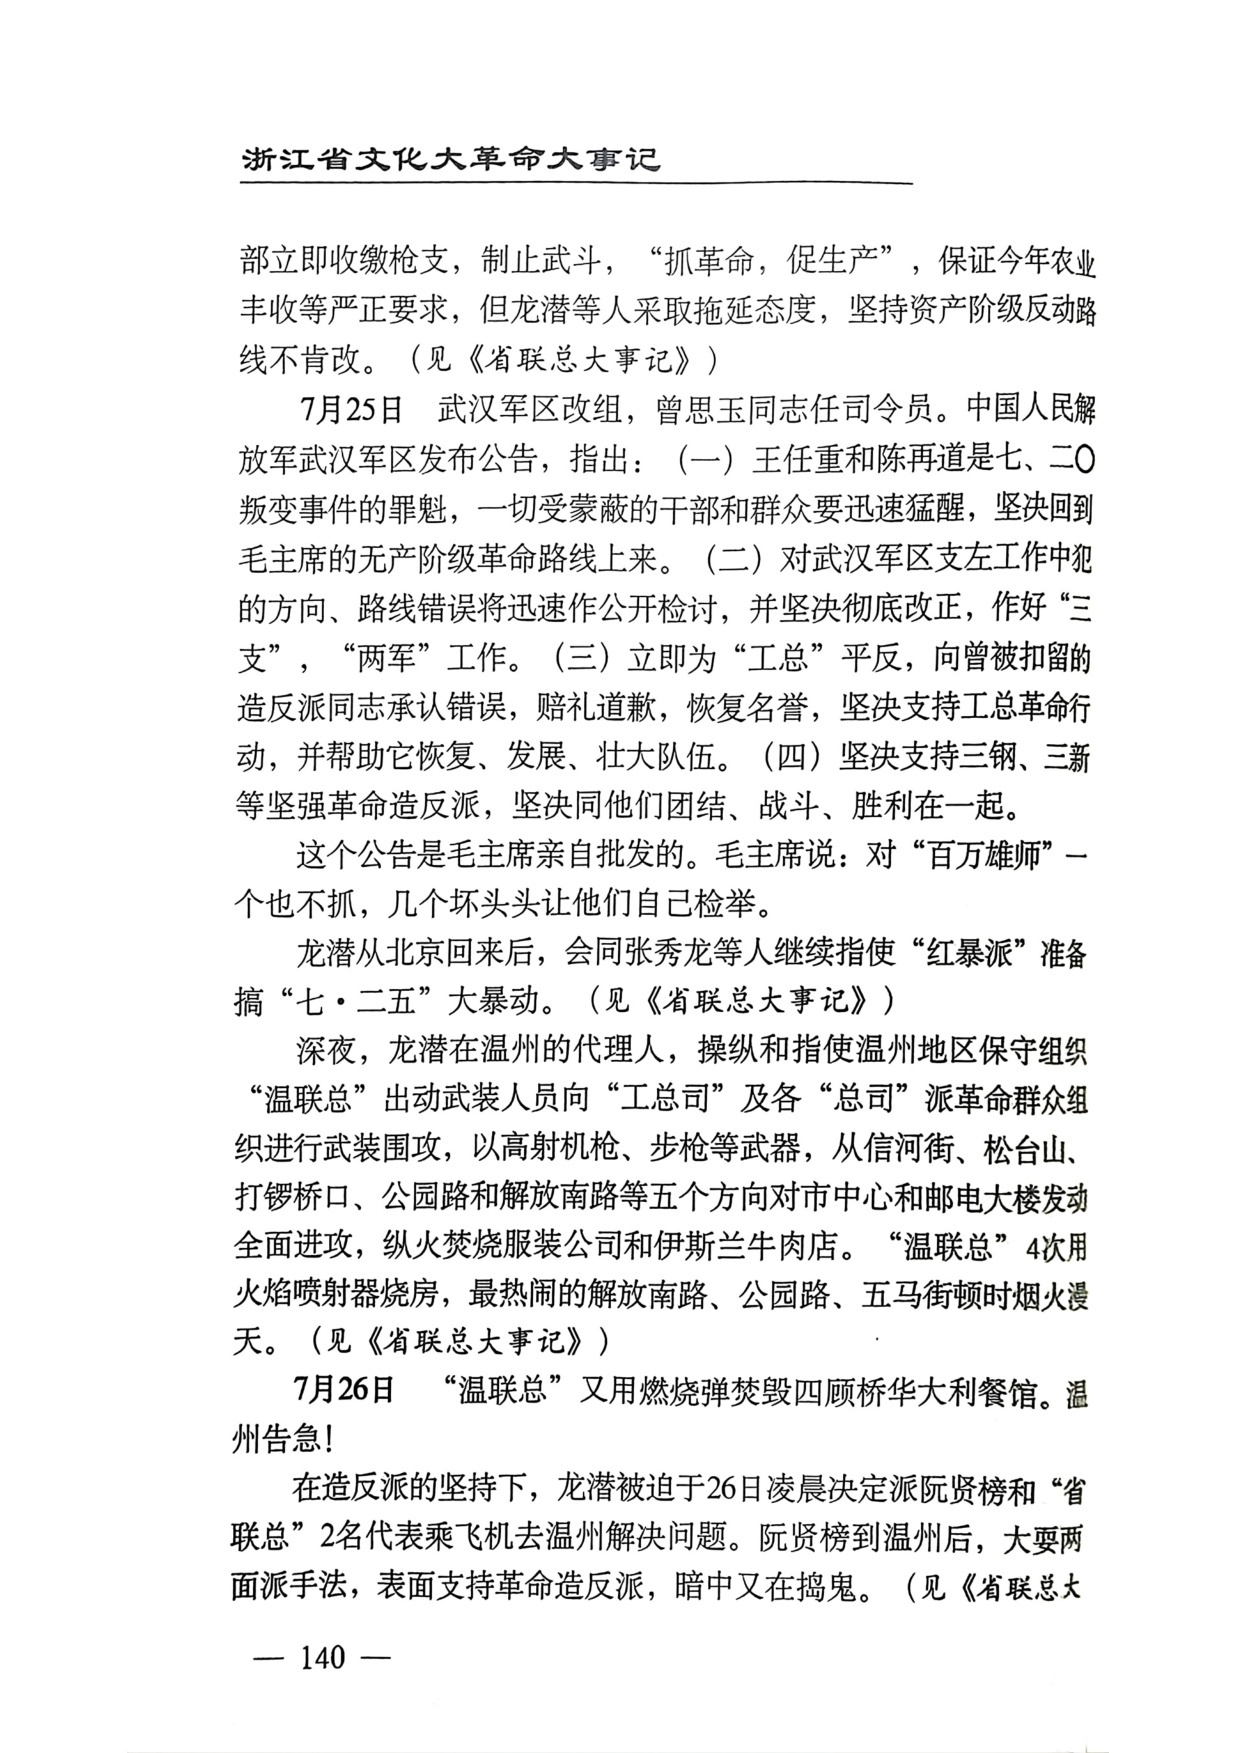 浙江省文化大革命大事记
部立即收缴枪支，制止武斗，“抓革命，促生产”，保证今年农业
丰收等严正要求，但龙潜等人采取拖延态度，坚持资产阶级反动路
线不肯改。（见《省联总大事记》）
7月25日　武汉军区改组，曾思玉同志任司令员。中国人民解
放军武汉军区发布公告，指出：（一）王任重和陈再道是七、二〇
叛变事件的罪魁，一切受蒙蔽的干部和群众要迅速猛醒，坚决回到
毛主席的无产阶级革命路线上来。（二）对武汉军区支左工作中犯
的方向、路线错误将迅速作公开检讨，并坚决彻底改正，作好“三
支”，“两军”工作。（三）立即为“工总”平反，向曾被扣留的
造反派同志承认错误，赔礼道歉，恢复名誉，坚决支持工总革命行
动，并帮助它恢复、发展、壮大队伍。（四）坚决支持三钢、三新
等坚强革命造反派，坚决同他们团结、战斗、胜利在一起。
这个公告是毛主席亲自批发的。毛主席说：对“百万雄师”一
个也不抓，几个坏头头让他们自己检举。
龙潜从北京回来后，会同张秀龙等人继续指使“红暴派”准备
搞“七·二五”大暴动。（见《省联总大事记》）
深夜，龙潜在温州的代理人，操纵和指使温州地区保守组织
“温联总”出动武装人员向“工总司”及各“总司”派革命群众组
织进行武装围攻，以高射机枪、步枪等武器，从信河街、松台山、
打锣桥口、公园路和解放南路等五个方向对市中心和邮电大楼发动
全面进攻，纵火焚烧服装公司和伊斯兰牛肉店。“温联总”4次用
火焰喷射器烧房，最热闹的解放南路、公园路、五马街顿时烟火漫
天。（见《省联总大事记》）
7月26日　“温联总”又用燃烧弹焚毁四顾桥华大利餐馆。温
州告急！
在造反派的坚持下，龙潜被迫于26日凌晨决定派阮贤榜和“省
联总”2名代表乘飞机去温州解决问题。阮贤榜到温州后，大耍两
面派手法，表面支持革命造反派，暗中又在捣鬼。（见《省联总大
— 140 —